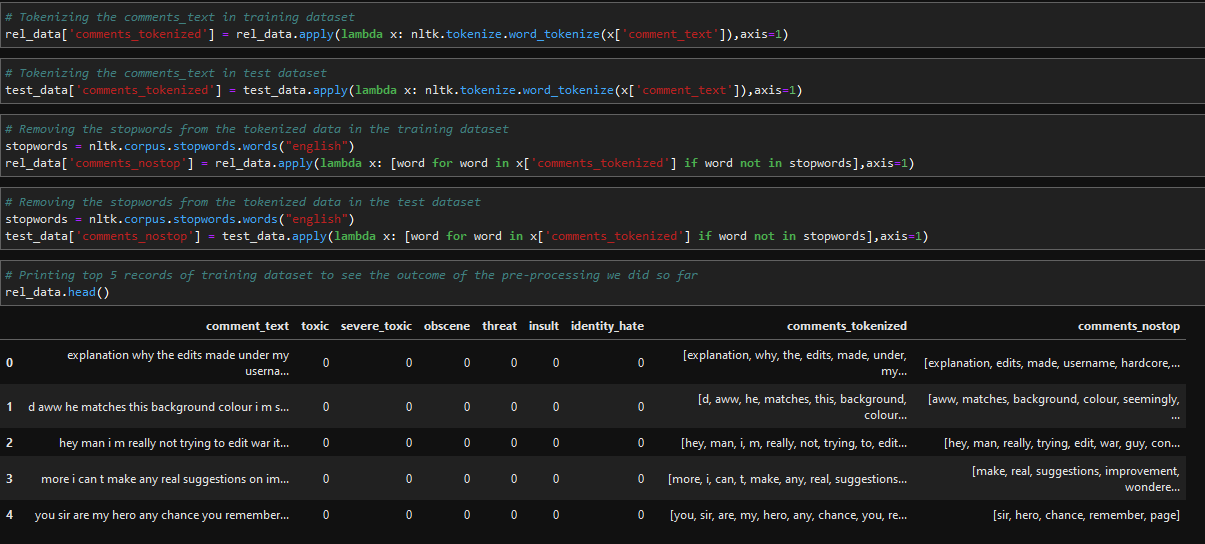 # Tokenizing the comments_text in training dataset
rel_data['comments_tokenized'] = rel_data.apply(lambda x: nltk.tokenize.word_tokenize(x['comment_text']),axis=1)
# Tokenizing the comments_text in test dataset
test_data['comments_tokenized'] = test_data.apply(lambda x: nltk.tokenize.word_tokenize(x['comment_text']),axis=1)
# Removing the stopwords from the tokenized data in the training dataset
stopwords = nltk.corpus.stopwords.words("english")
rel_data['comments_nostop'] = rel_data.apply(lambda x: [word for word in x['comments_tokenized'] if word not in stopwords],axis=1)
# Removing the stopwords from the tokenized data in the test dataset
stopwords = nltk.corpus.stopwords.words("english")
test_data['comments_nostop'] = test_data.apply(lambda x: [word for word in x['comments_tokenized'] if word not in stopwords],axis=1)
# Printing top 5 records of training dataset to see the outcome of the pre-processing we did so far
rel_data.head()
comment_text toxic severe_toxic obscene threat insult identity_hate comments_tokenized comments_nostop
0 explanation why the edits made under my userna... 0 0 0 0 0 0 [explanation, why, the, edits, made, under, my... [explanation, edits, made, username, hardcore,...
1 d aww he matches this background colour i m s... 0 0 0 0 0 0 [d, aww, he, matches, this, background, colour... [aww, matches, background, colour, seemingly, ...
2 hey man i m really not trying to edit war it... 0 0 0 0 0 0 [hey, man, i, m, really, not, trying, to, edit... [hey, man, really, trying, edit, war, guy, con...
3 more i can t make any real suggestions on im... 0 0 0 0 0 0 [more, i, can, t, make, any, real, suggestions... [make, real, suggestions, improvement, wondere...
4 you sir are my hero any chance you remember... 0 0 0 0 0 0 [you, sir, are, my, hero, any, chance, you, re... [sir, hero, chance, remember, page]